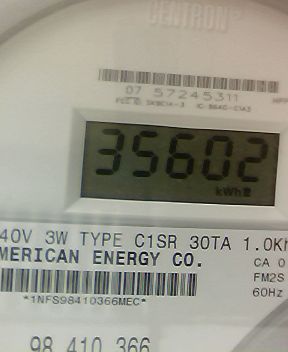 CENTRON®
07 57245311
35602
kWh
40V 3W TYPE C1SR 30TA 1.0Kh
MERICAN ENERGY CO.
CA 0
FM2S
60Hz
*1NFS98410366MEC*
98 410 366